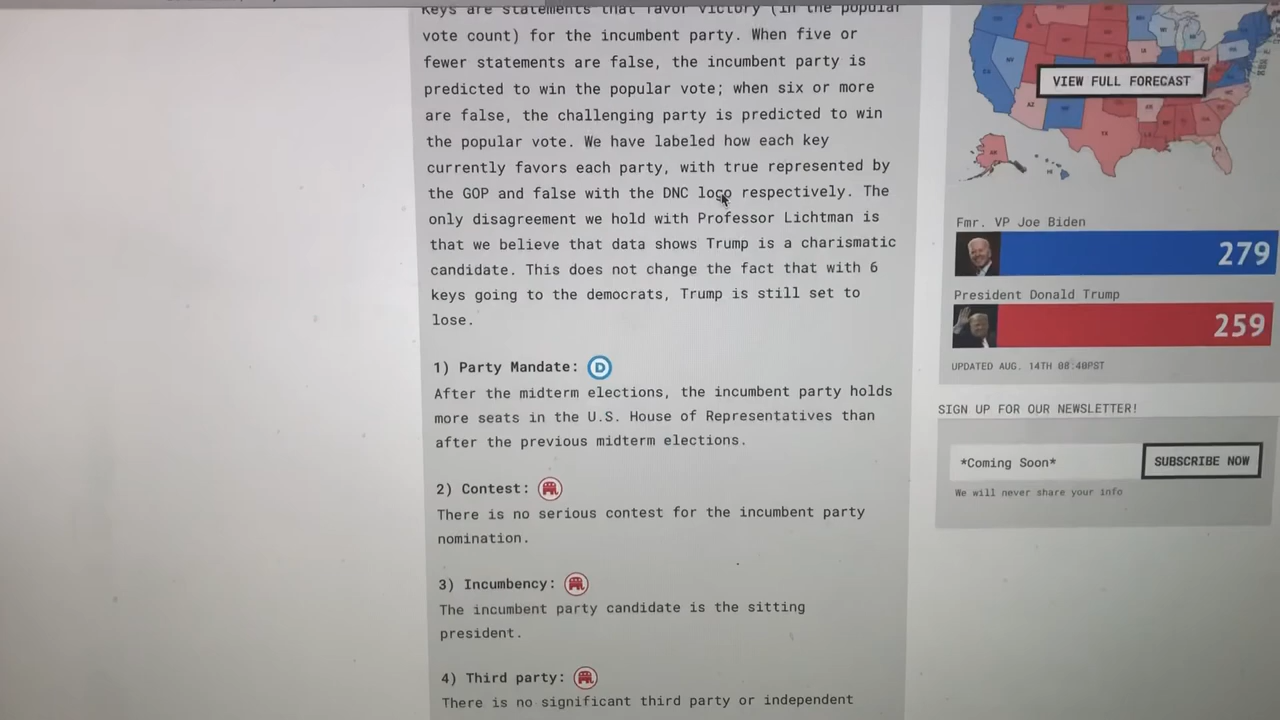 Keys are statements that favor victory (in the popular
vote count) for the incumbent party. When five or
fewer statements are false, the incumbent party is
predicted to win the popular vote; when six or more
are false, the challenging party is predicted to win
the popular vote. We have labeled how each key
currently favors each party, with true represented by
the GOP and false with the DNC logo respectively. The
only disagreement we hold with Professor Lichtman is
that we believe that data shows Trump is a charismatic
candidate. This does not change the fact that with 6
keys going to the democrats, Trump is still set to
lose.
1) Party Mandate: D
After the midterm elections, the incumbent party holds
more seats in the U.S. House of Representatives than
after the previous midterm elections.
2) Contest:
There is no serious contest for the incumbent party
nomination.
3) Incumbency:
The incumbent party candidate is the sitting
president.
4) Third party:
There is no significant third party or independent
VIEW FULL FORECAST
Fmr. VP Joe Biden
279
President Donald Trump
259
UPDATED AUG. 14TH 08:40PST
SIGN UP FOR OUR NEWSLETTER!
*Coming Soon*
SUBSCRIBE NOW
We will never share your info